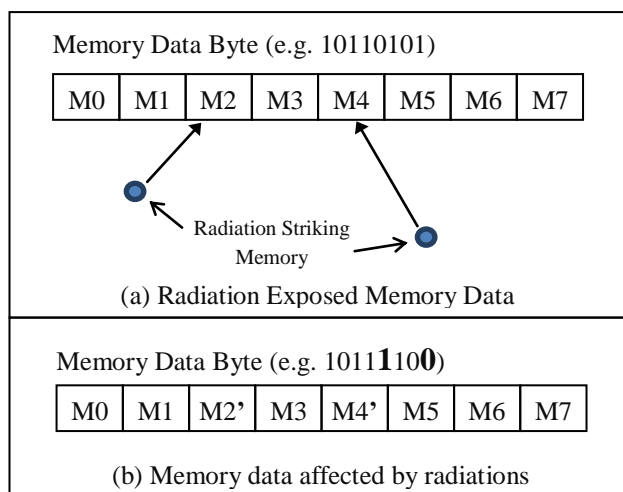 Memory Data Byte (e.g. 10110101)
M0 M1 M2 M3 M4 M5 M6 M7
Radiation Striking
Memory
(a) Radiation Exposed Memory Data
Memory Data Byte (e.g. 10111100)
M0 M1 M2’ M3 M4’ M5 M6 M7
(b) Memory data affected by radiations